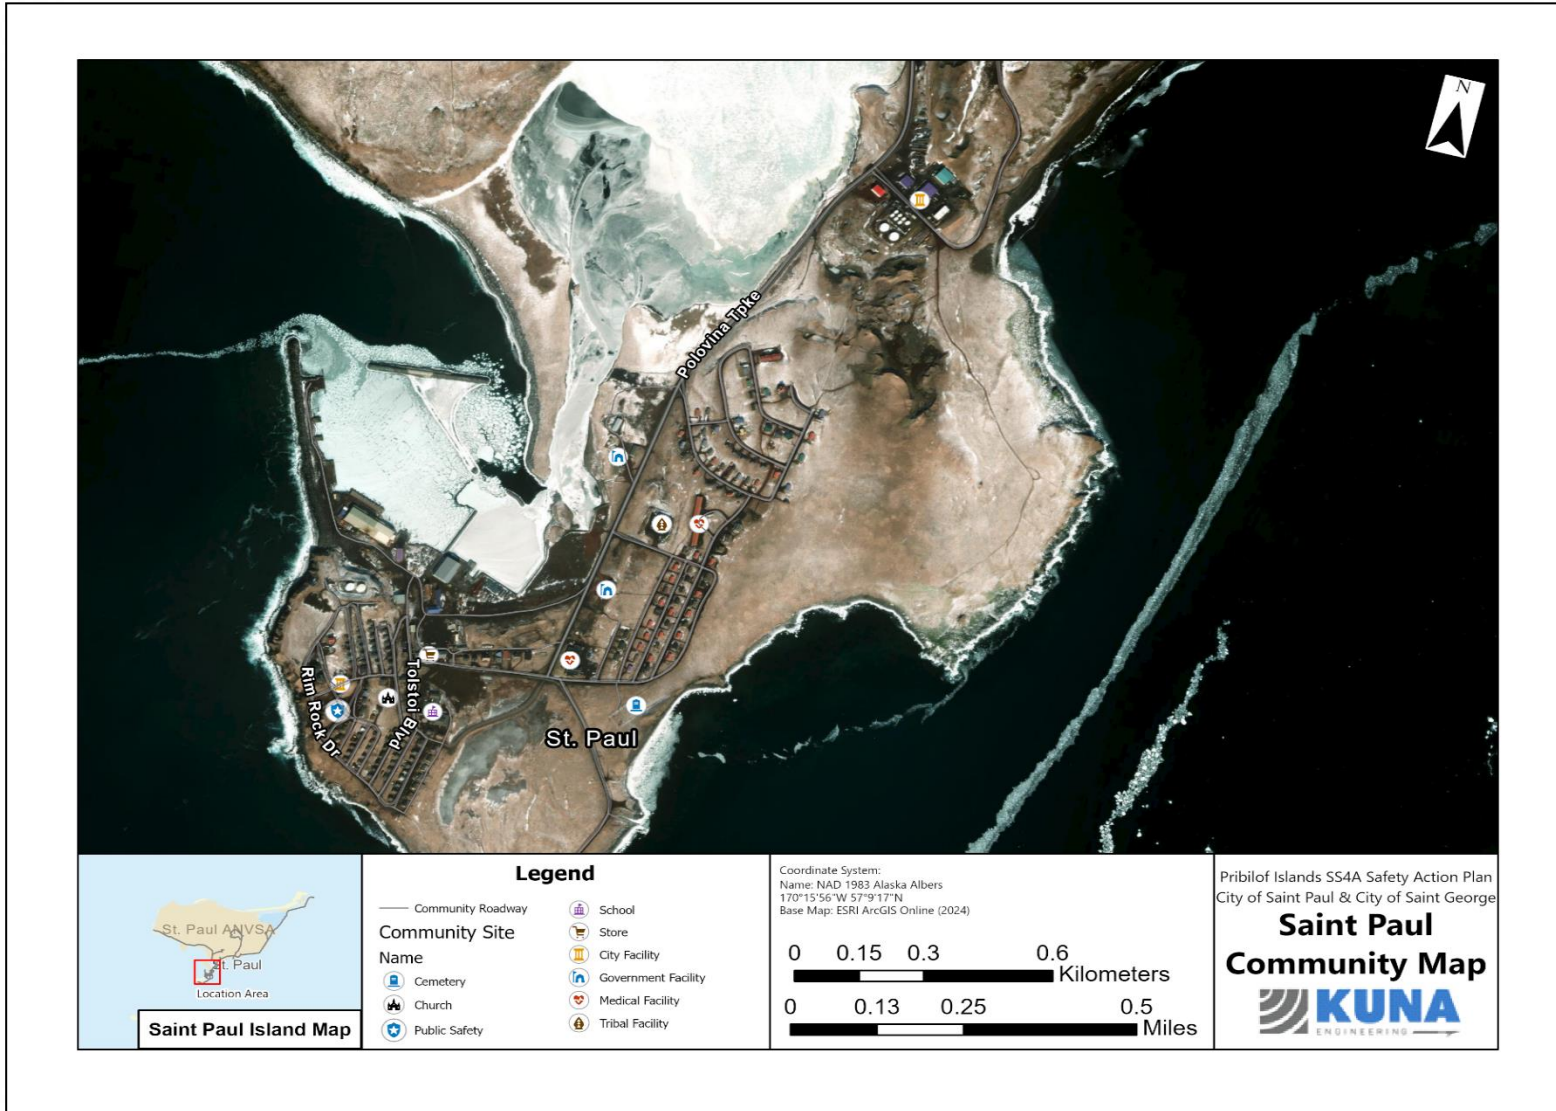 N
Polovina Tpke
Rim Rock Dr
Tolstoi Blvd
St. Paul
St. Paul ANVSA
St. Paul
Location Area
Saint Paul Island Map
Legend
Community Roadway
Community Site
Name
Cemetery
Church
Public Safety
School
Store
City Facility
Government Facility
Medical Facility
Tribal Facility
Coordinate System:
Name: NAD 1983 Alaska Albers
170°15'56"W 57°9'17"N
Base Map: ESRI ArcGIS Online (2024)
0 0.15 0.3 0.6
Kilometers
0 0.13 0.25 0.5
Miles
Pribilof Islands SS4A Safety Action Plan
City of Saint Paul & City of Saint George
Saint Paul
Community Map
KUNA
ENGINEERING